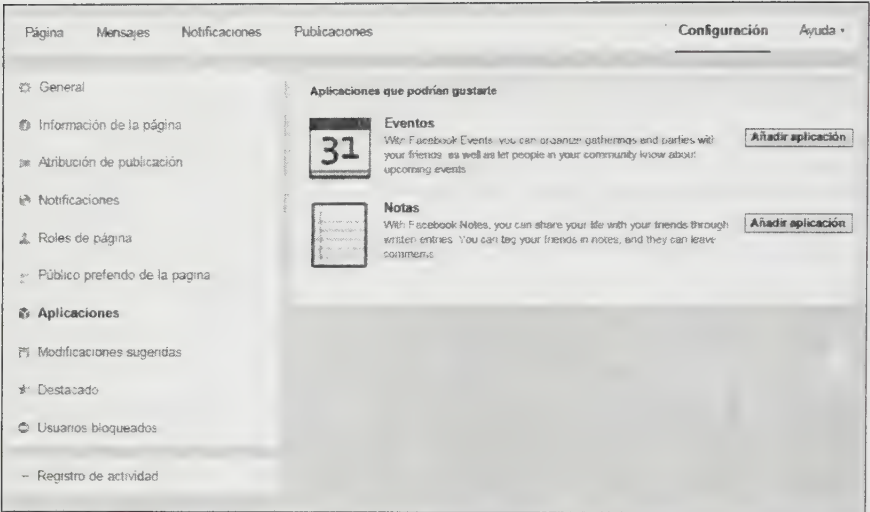 Página Mensajes Notificaciones Publicaciones Configuración Ayuda
General
Información de la página
Atribución de publicación
Notificaciones
Roles de página
Público preferido de la pagina
Aplicaciones
Modificaciones sugeridas
Destacado
Usuarios bloqueados
Registro de actividad
Aplicaciones que podrían gustarle
Eventos
31
With Facebook Events, you can organize gatherings and parties with
your friends, as well as let people in your community know about
upcoming events
Añadir aplicación
Notas
With Facebook Notes, you can share your life with your friends through
written entries. You can tag your friends in notes, and they can leave
comments
Añadir aplicación